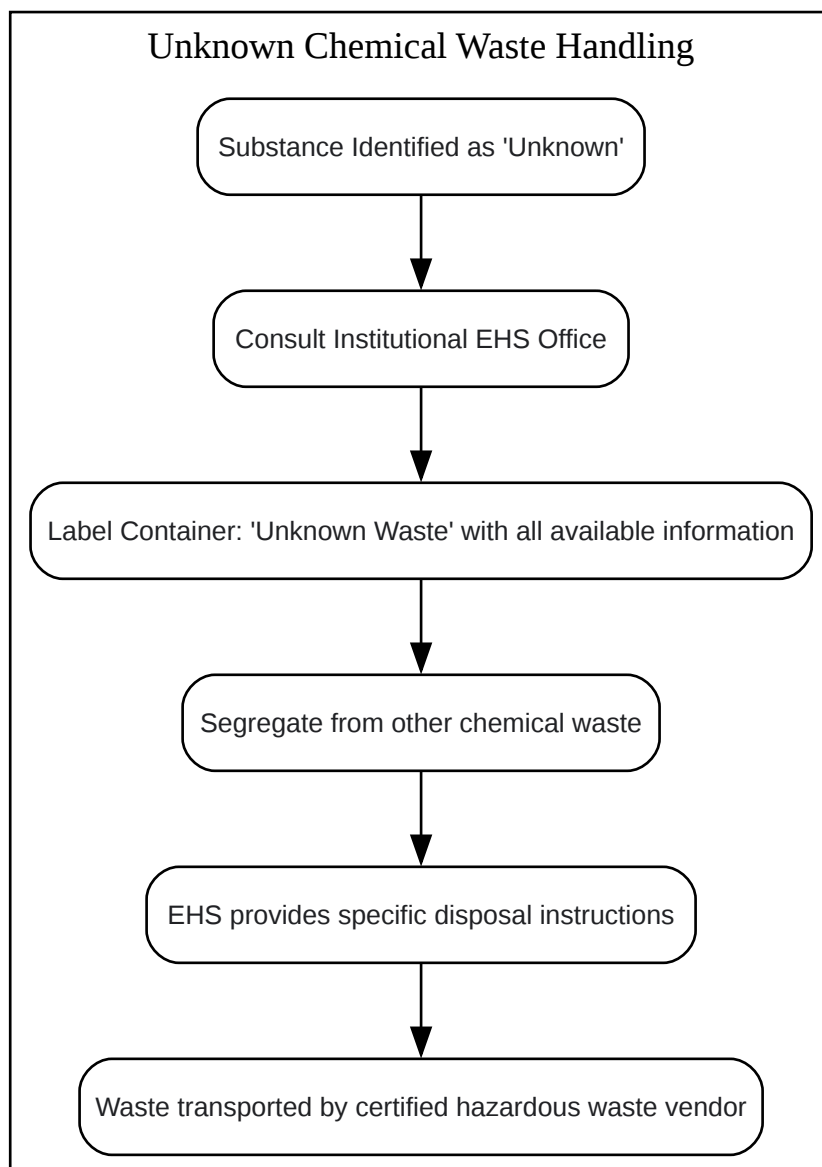 Unknown Chemical Waste Handling
Substance Identified as 'Unknown'
Consult Institutional EHS Office
Label Container: 'Unknown Waste' with all available information
Segregate from other chemical waste
EHS provides specific disposal instructions
Waste transported by certified hazardous waste vendor